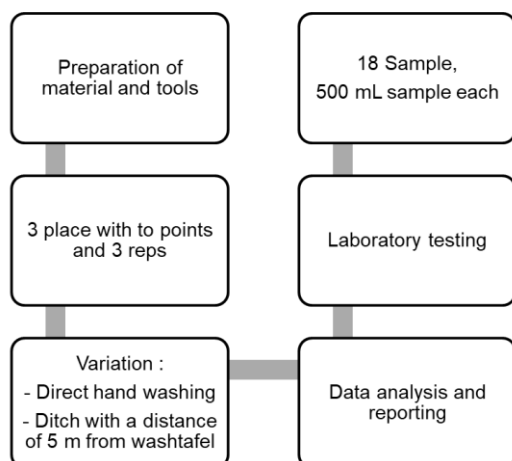 Preparation of
material and tools
3 place with to points
and 3 reps
Variation :
- Direct hand washing
- Ditch with a distance
of 5 m from washtafel
18 Sample,
500 mL sample each
Laboratory testing
Data analysis and
reporting